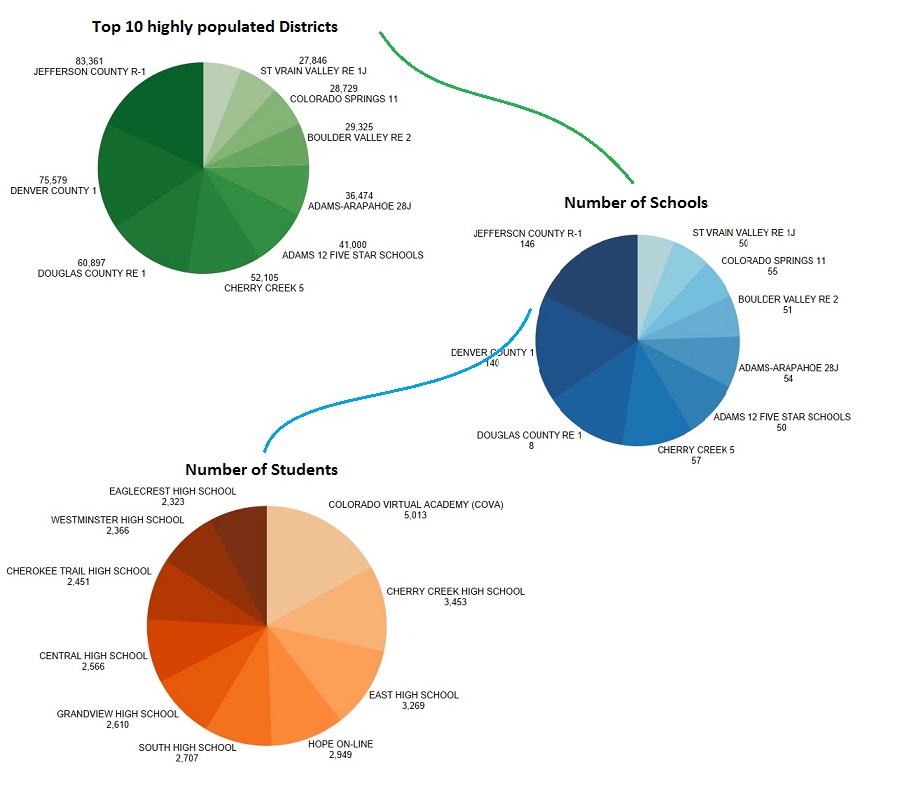 Top 10 highly populated Districts
83,361
JEFFERSON COUNTY R-1
27,846
ST VRAIN VALLEY RE 1J
28,729
COLORADO SPRINGS 11
29,325
BOULDER VALLEY RE 2
75,579
DENVER COUNTY 1
36,474
ADAMS-ARAPAHOE 28J
41,000
ADAMS 12 FIVE STAR SCHOOLS
60,897
DOUGLAS COUNTY RE 1
52,105
CHERRY CREEK 5
Number of Schools
JEFFERSON COUNTY R-1
146
ST VRAIN VALLEY RE 1J
50
COLORADO SPRINGS 11
55
BOULDER VALLEY RE 2
51
DENVER COUNTY 1
140
ADAMS-ARAPAHOE 28J
54
ADAMS 12 FIVE STAR SCHOOLS
50
DOUGLAS COUNTY RE 1
8
CHERRY CREEK 5
57
Number of Students
EAGLECREST HIGH SCHOOL
2,323
COLORADO VIRTUAL ACADEMY (COVA)
5,013
WESTMINSTER HIGH SCHOOL
2,366
CHEROKEE TRAIL HIGH SCHOOL
2,451
CHERRY CREEK HIGH SCHOOL
3,453
CENTRAL HIGH SCHOOL
2,566
EAST HIGH SCHOOL
3,269
GRANDVIEW HIGH SCHOOL
2,610
SOUTH HIGH SCHOOL
2,707
HOPE ON-LINE
2,949